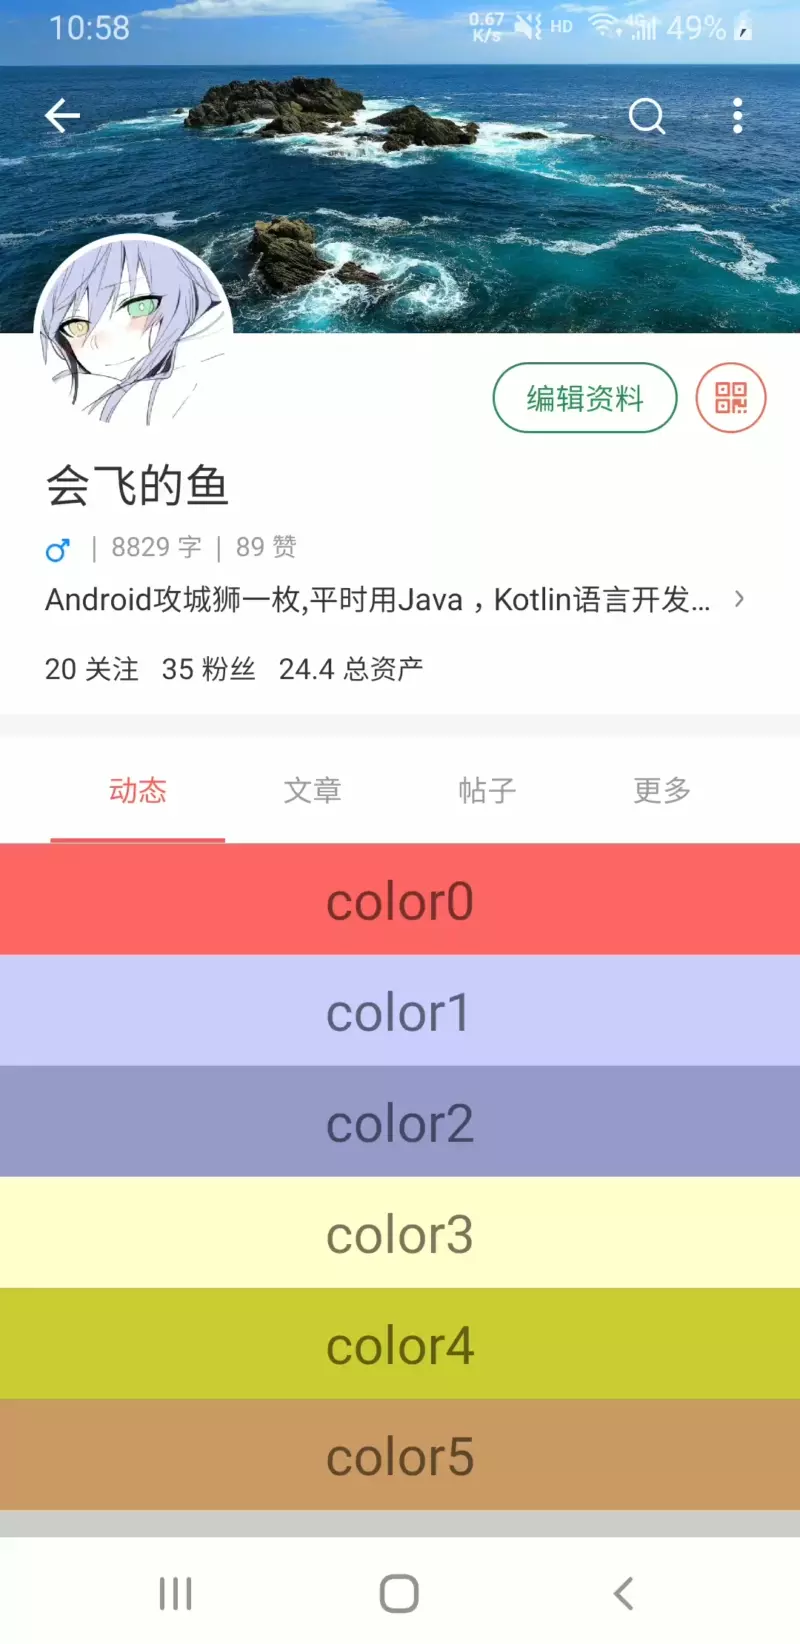 10:58
0.67 K/s HD 4G 49%
编辑资料
会飞的鱼
| 8829 字 | 89 赞
Android攻城狮一枚,平时用Java，Kotlin语言开发...
20 关注 35 粉丝 24.4 总资产
动态 文章 帖子 更多
color0
color1
color2
color3
color4
color5